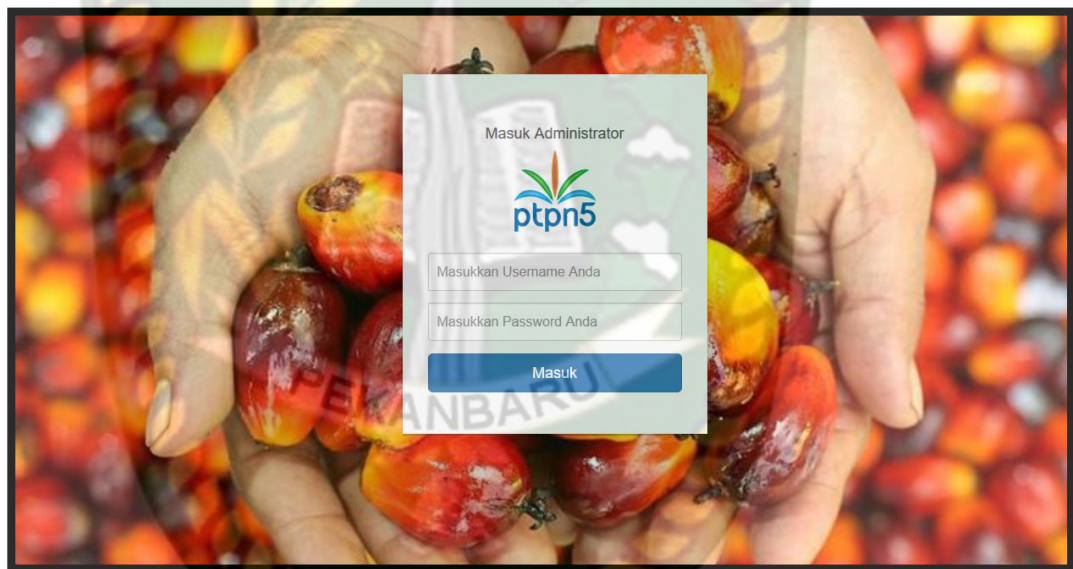 Masuk Administrator
ptpn5
Masukkan Username Anda
Masukkan Password Anda
Masuk
PEKANBARU